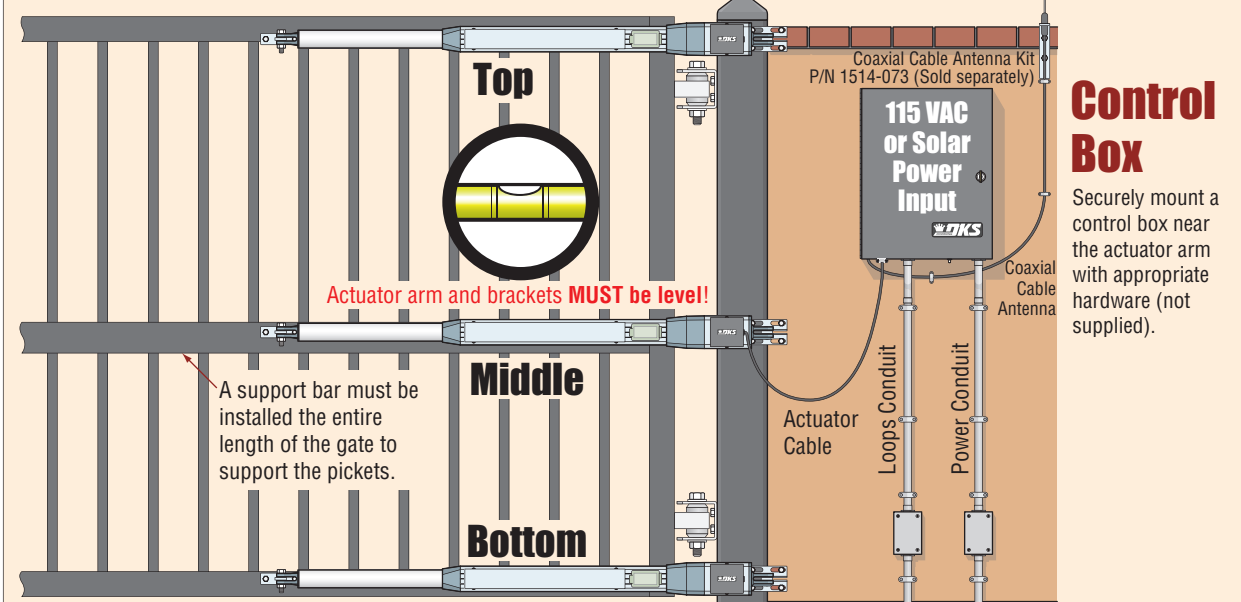 DKS
Top
Coaxial Cable Antenna Kit
P/N 1514-073 (Sold separately)
115 VAC
or Solar
Power
Input
DKS
Control
Box
Securely mount a
control box near
the actuator arm
with appropriate
hardware (not
supplied).
Coaxial
Cable
Antenna
Actuator arm and brackets MUST be level!
DKS
Middle
A support bar must be
installed the entire
length of the gate to
support the pickets.
Actuator
Cable
Loops Conduit
Power Conduit
Bottom
DKS